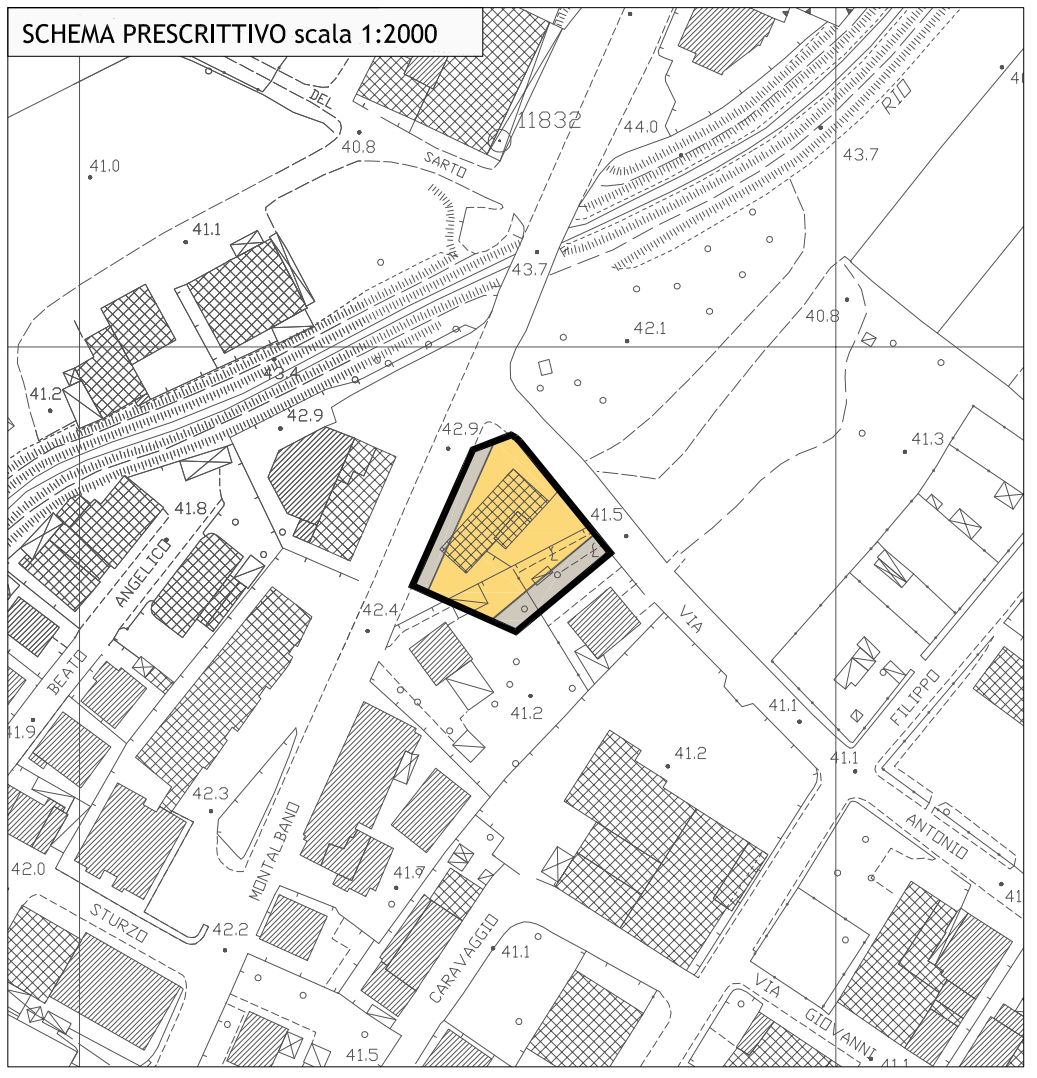 SCHEMA PRESCRITTIVO scala 1:2000
DEL
11832
44.0
RIO
40.8
SARTO
43.7
41.0
41.1
43.7
40.8
42.1
43.4
41.2
42.9
42.9
41.3
41.8
41.5
ANGELICI
42.4
VIA
BEATO
FILIPPO
41.2
41.1
41.9
41.2
41.1
42.3
MONTALBANO
ANTONIO
42.0
41.7
STURZO
42.2
CARAVAGGIO
41.1
VIA
GIOVANNI
41.5
41.1